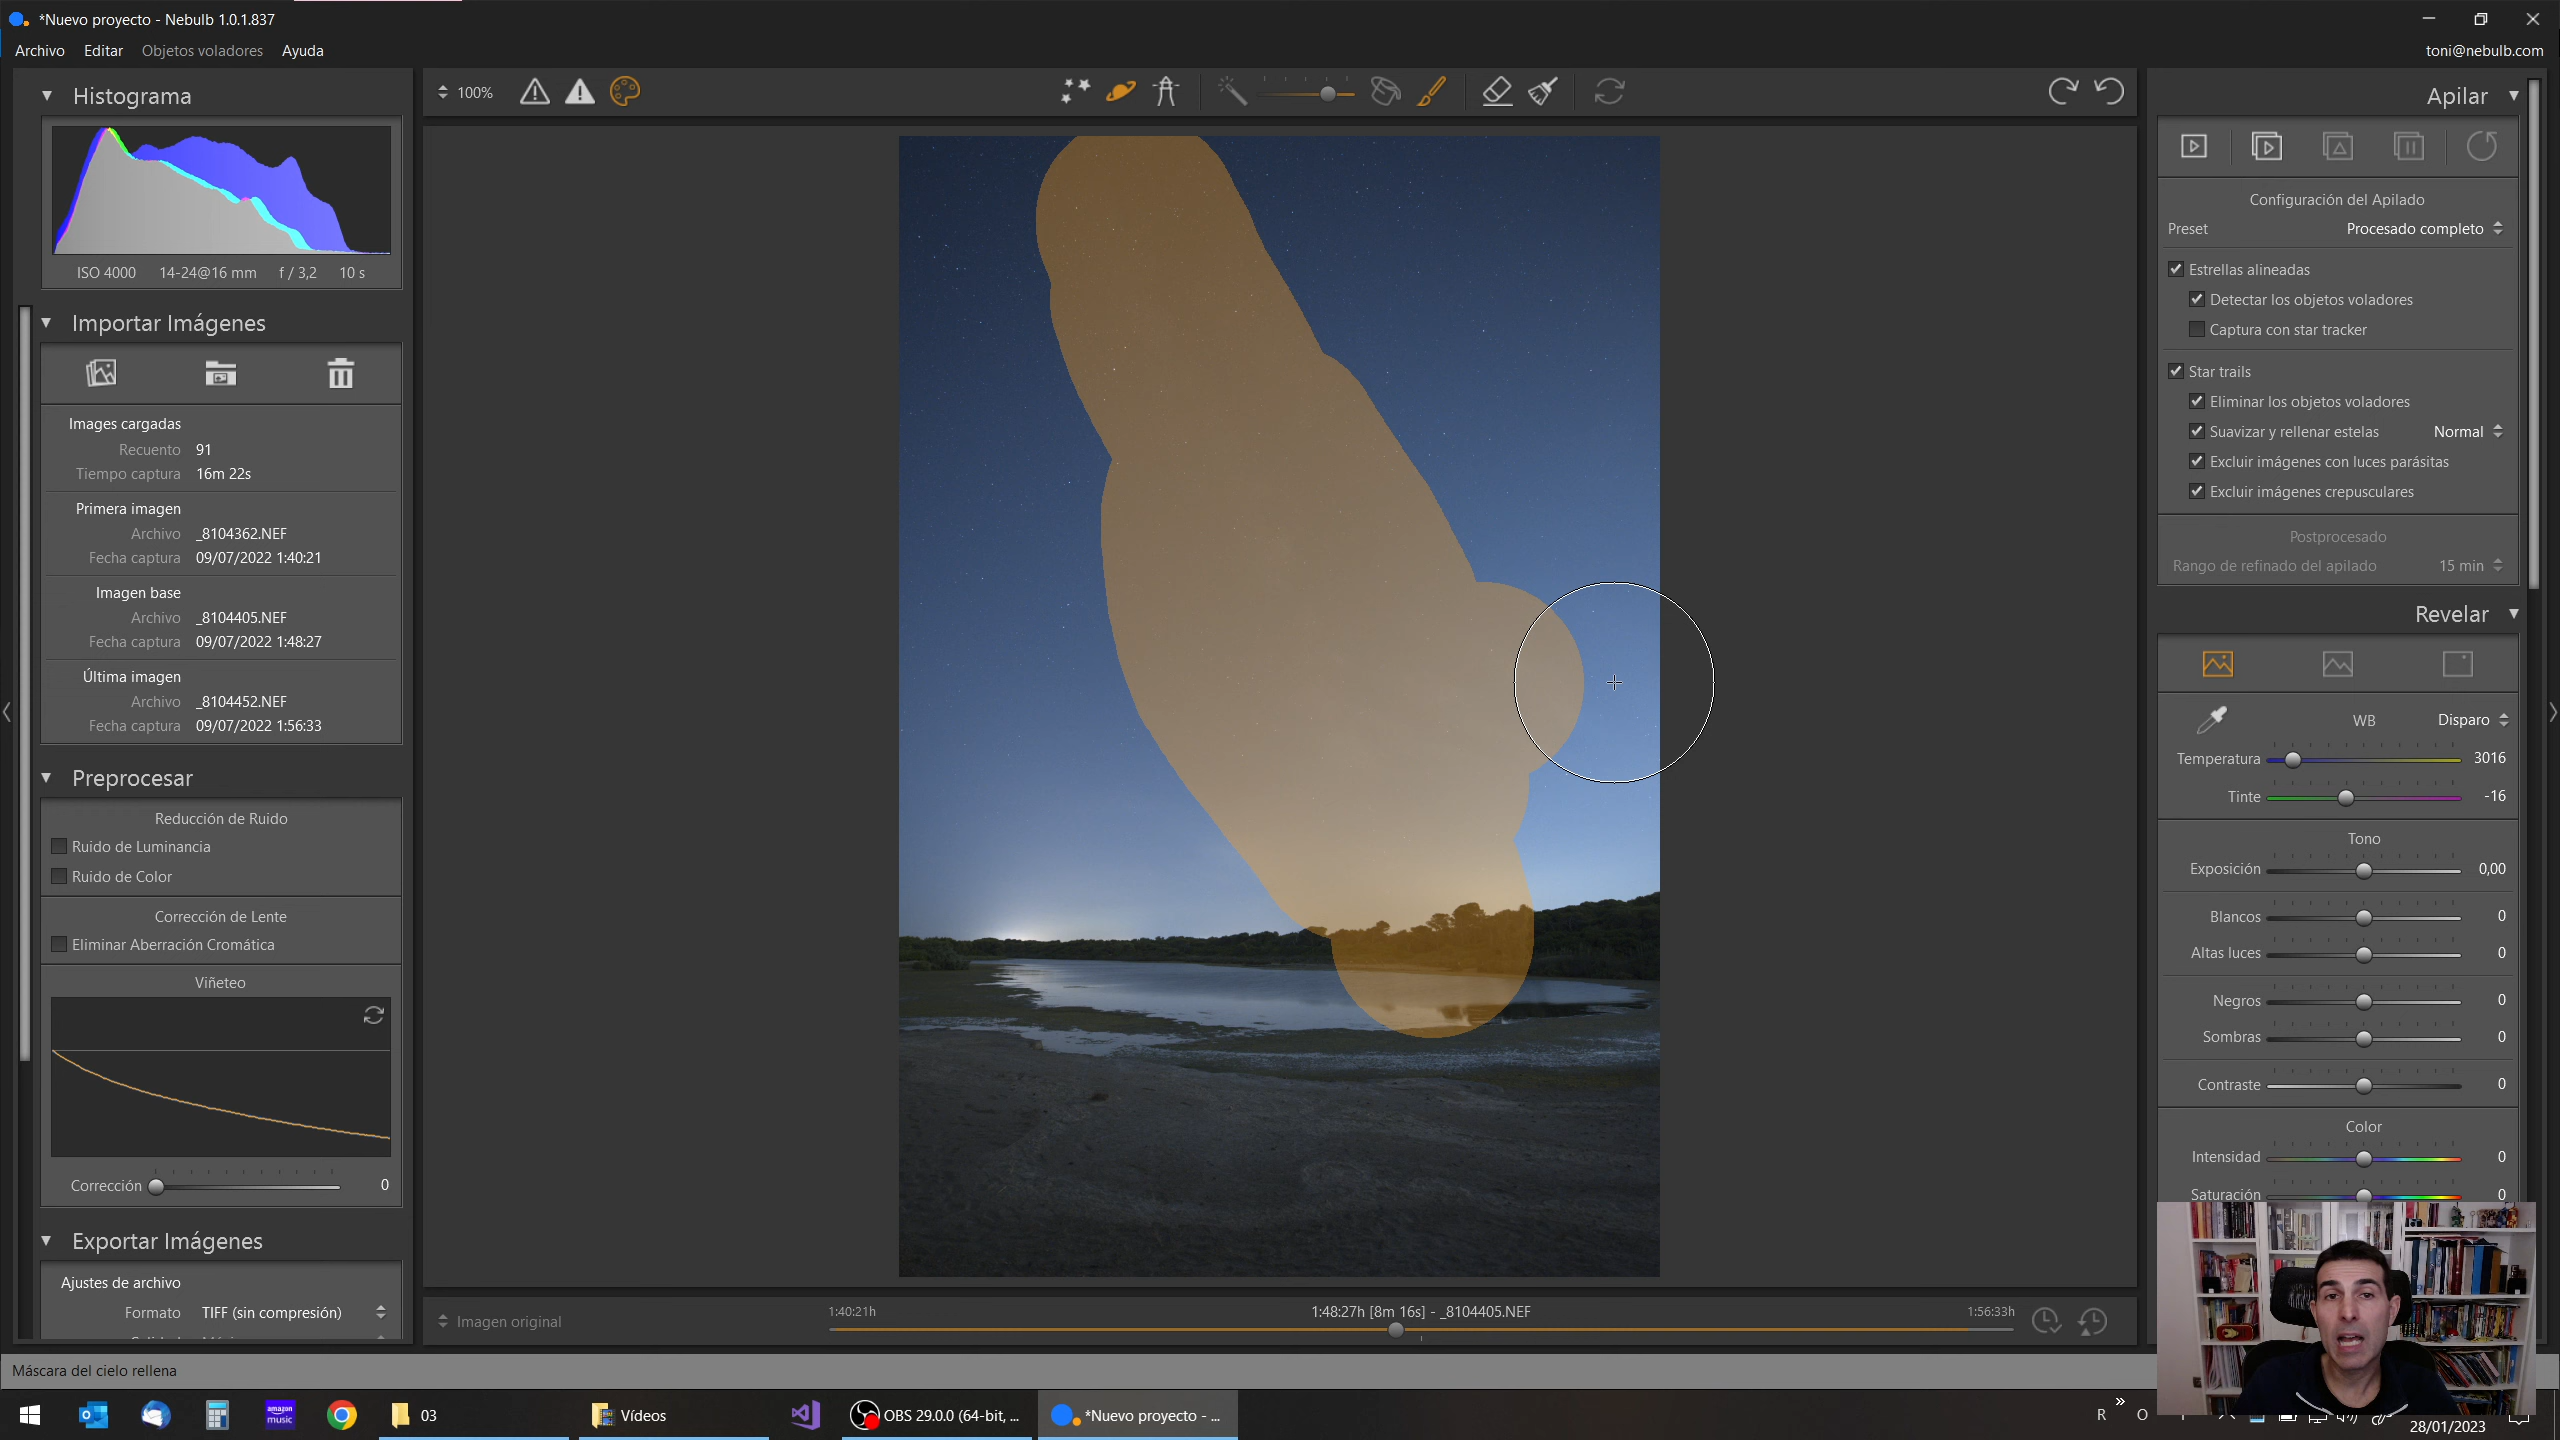 *Nuevo proyecto - Nebulb 1.0.1.837
Archivo Editar Objetos voladores Ayuda
toni@nebulb.com
Histograma
ISO 4000 14-24@16 mm f / 3,2 10 s
Importar Imágenes
Images cargadas
Recuento 91
Tiempo captura 16m 22s
Primera imagen
Archivo _8104362.NEF
Fecha captura 09/07/2022 1:40:21
Imagen base
Archivo _8104405.NEF
Fecha captura 09/07/2022 1:48:27
Última imagen
Archivo _8104452.NEF
Fecha captura 09/07/2022 1:56:33
Preprocesar
Reducción de Ruido
Ruido de Luminancia
Ruido de Color
Corrección de Lente
Eliminar Aberración Cromática
Viñeteo
Corrección 0
Exportar Imágenes
Ajustes de archivo
Formato TIFF (sin compresión)
100%
Imagen original
1:40:21h
1:48:27h [8m 16s] - _8104405.NEF
1:56:33h
Apilar
Configuración del Apilado
Preset Procesado completo
Estrellas alineadas
Detectar los objetos voladores
Captura con star tracker
Star trails
Eliminar los objetos voladores
Suavizar y rellenar estelas Normal
Excluir imágenes con luces parásitas
Excluir imágenes crepusculares
Postprocesado
Rango de refinado del apilado 15 min
Revelar
WB Disparo
Temperatura 3016
Tinte -16
Tono
Exposición 0,00
Blancos 0
Altas luces 0
Negros 0
Sombras 0
Contraste 0
Color
Intensidad 0
Saturación 0
Máscara del cielo rellena
amazon music
03
Vídeos
OBS 29.0.0 (64-bit, ...
*Nuevo proyecto - ...
R
O
28/01/2023